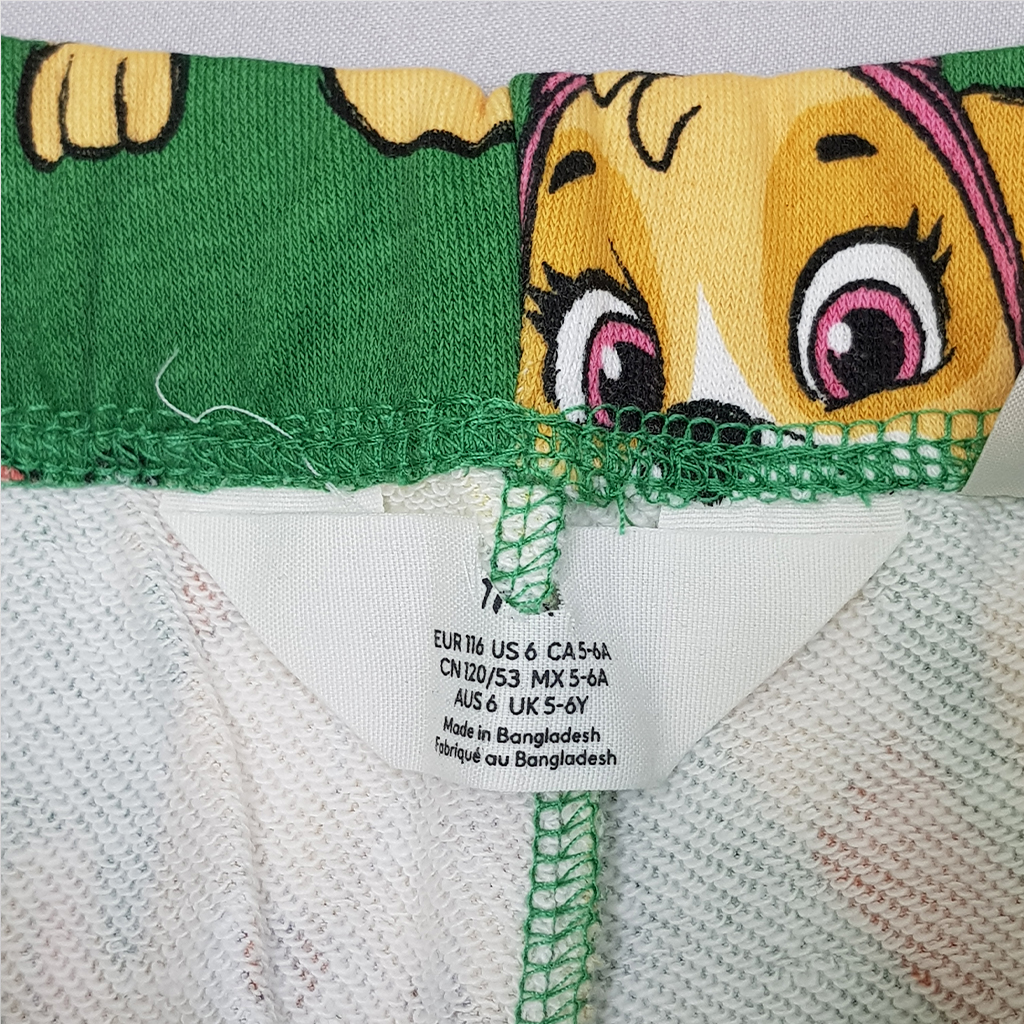 EUR 116 US 6 CA 5-6A
CN 120/53 MX 5-6A
AUS 6 UK 5-6Y
Made in Bangladesh
Fabriqué au Bangladesh